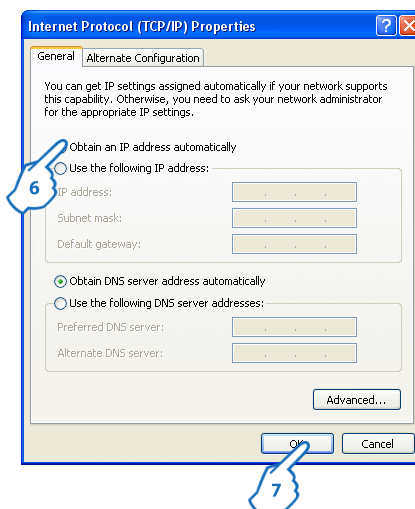 Internet Protocol (TCP/IP) Properties
General
Alternate Configuration
You can get IP settings assigned automatically if your network supports
this capability. Otherwise, you need to ask your network administrator
for the appropriate IP settings.
Obtain an IP address automatically
Use the following IP address:
6
IP address:
Subnet mask:
Default gateway:
Obtain DNS server address automatically
Use the following DNS server addresses:
Preferred DNS server:
Alternate DNS server:
Advanced...
OK
Cancel
7